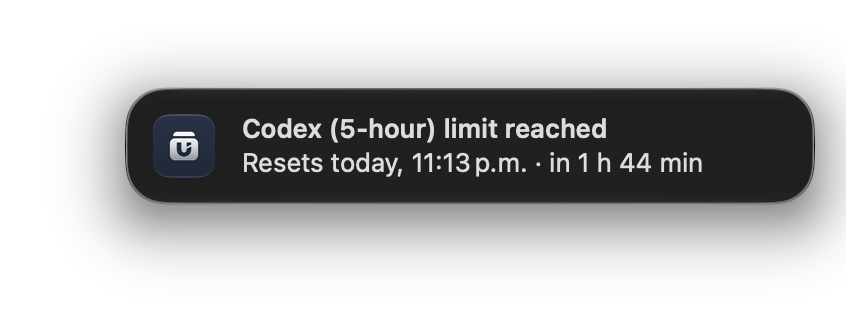 Codex (5-hour) limit reached
Resets today, 11:13 p.m. · in 1 h 44 min